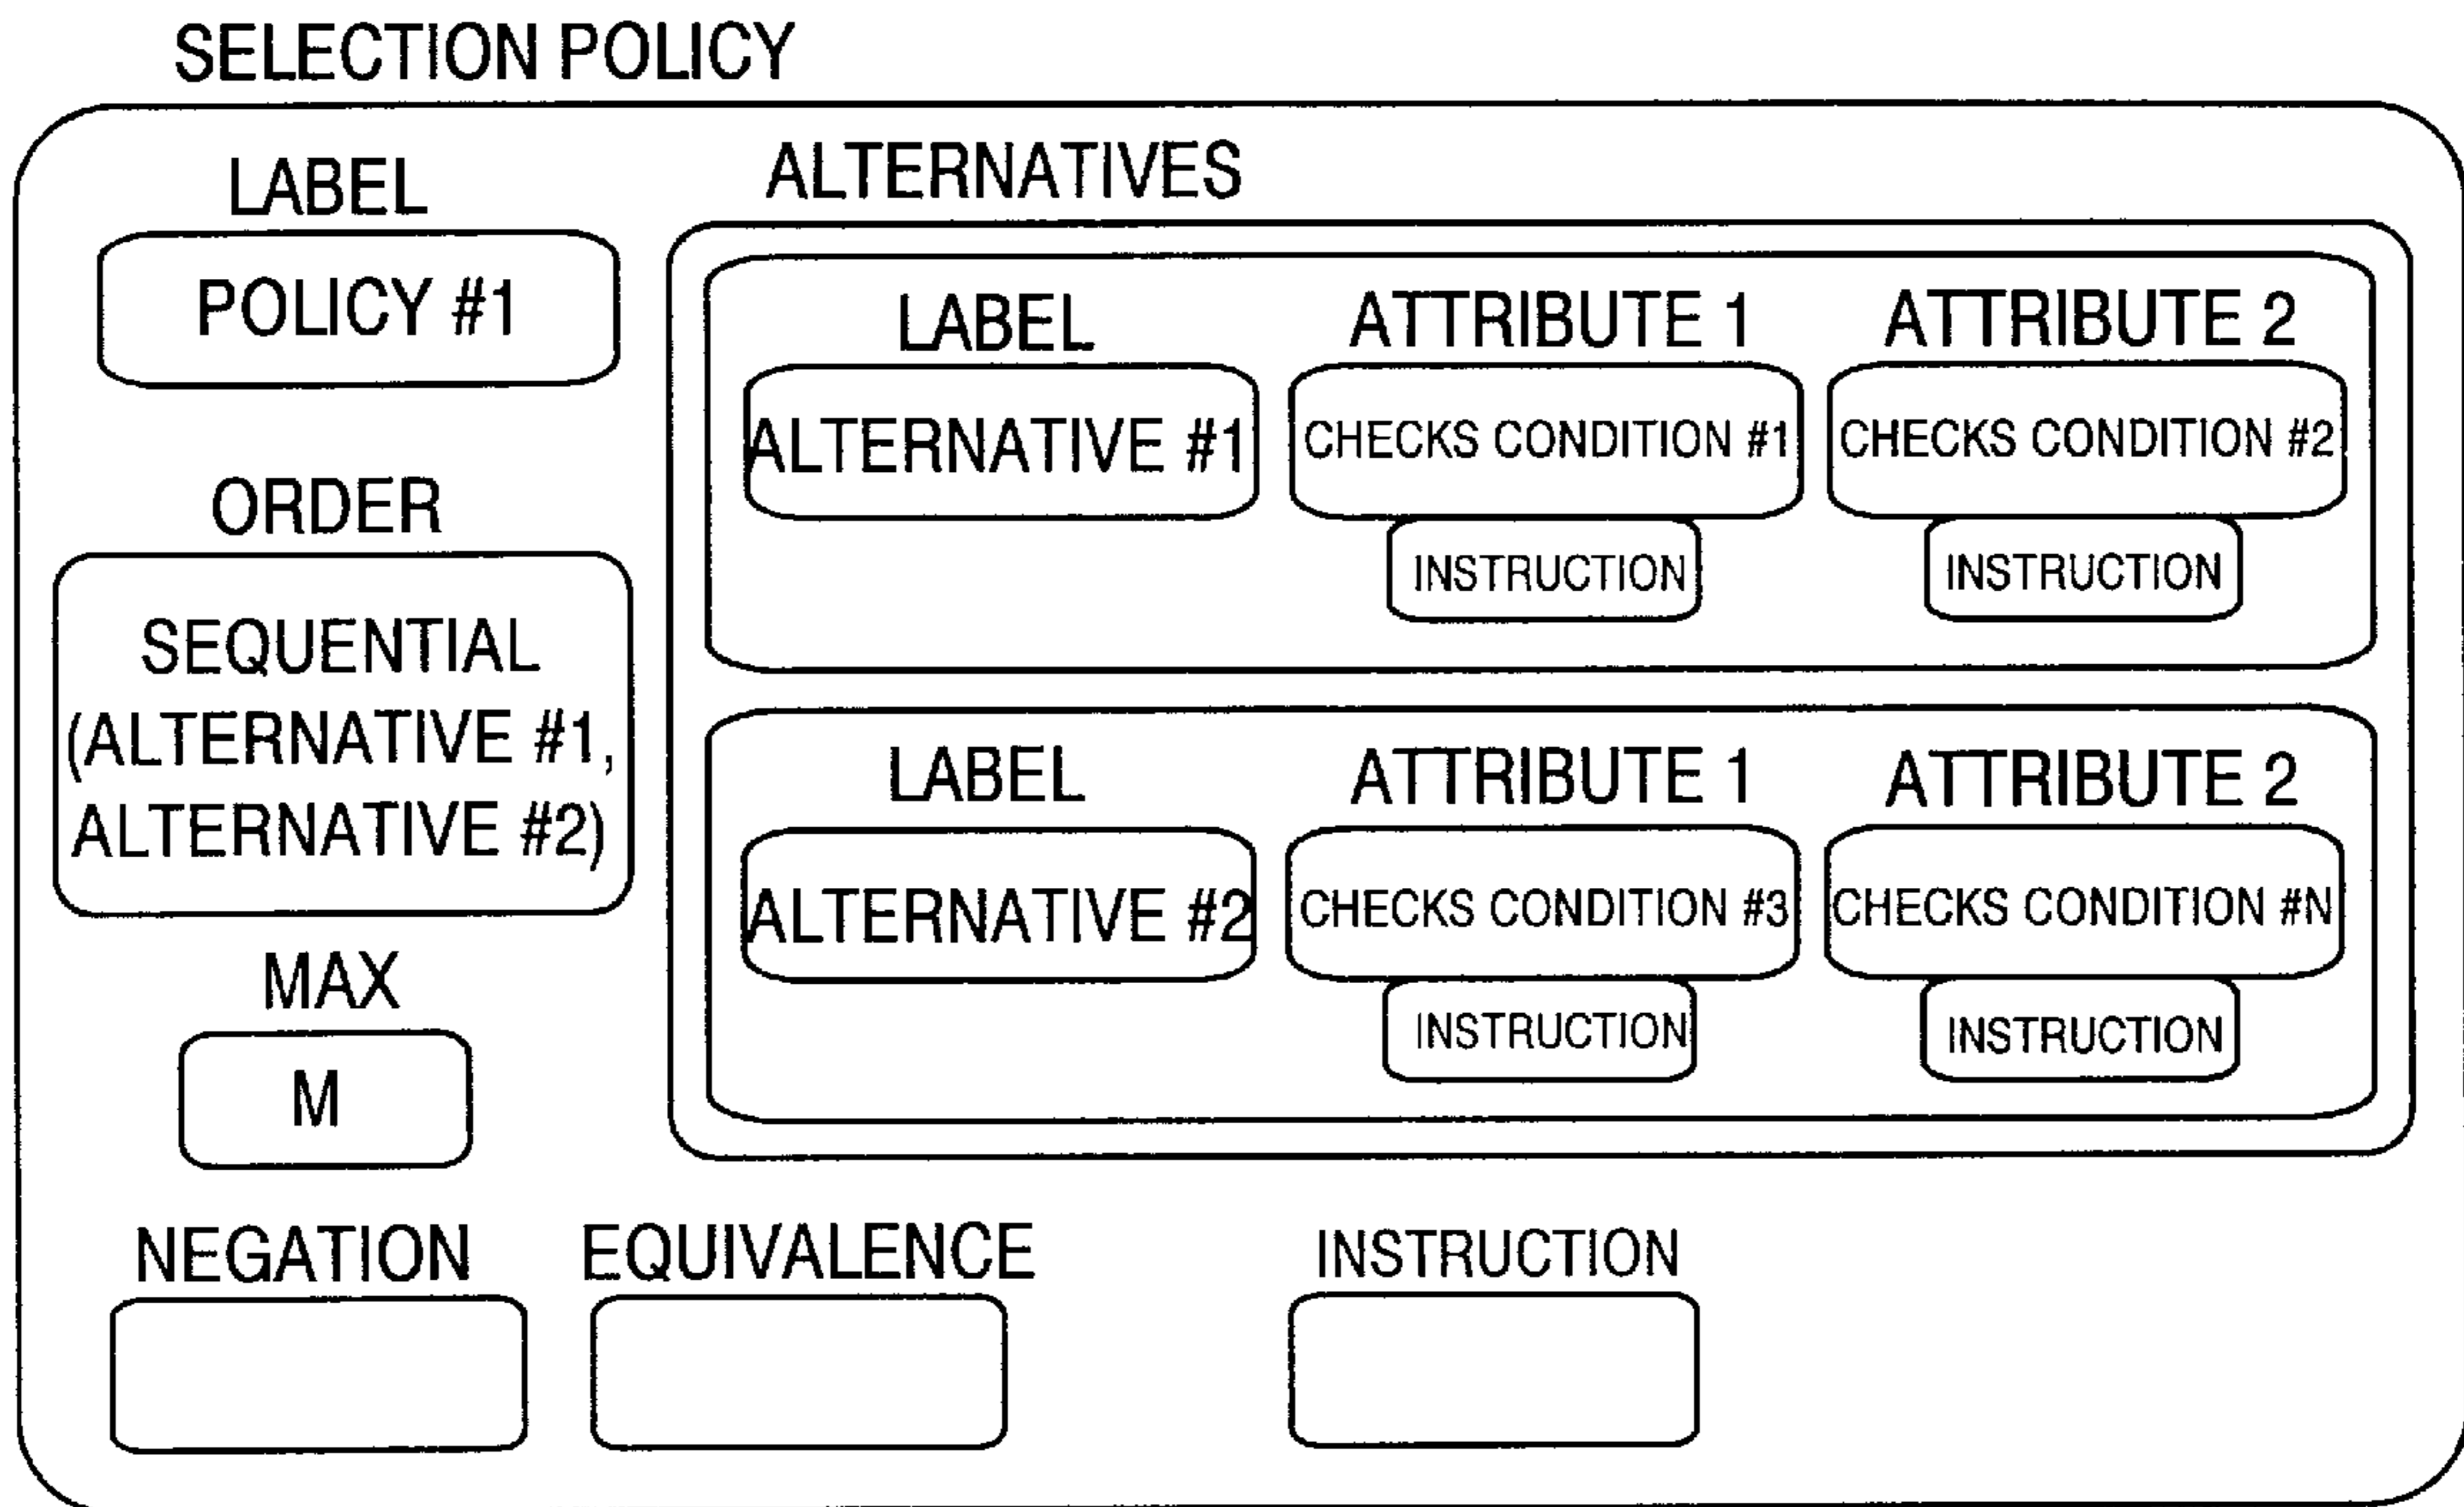 SELECTION POLICY
LABEL
POLICY #1
ORDER
SEQUENTIAL
(ALTERNATIVE #1,
ALTERNATIVE #2)
MAX
M
ALTERNATIVES
LABEL ATTRIBUTE 1 ATTRIBUTE 2
ALTERNATIVE #1 CHECKS CONDITION #1 CHECKS CONDITION #2
INSTRUCTION INSTRUCTION
LABEL ATTRIBUTE 1 ATTRIBUTE 2
ALTERNATIVE #2 CHECKS CONDITION #3 CHECKS CONDITION #N
INSTRUCTION INSTRUCTION
NEGATION EQUIVALENCE INSTRUCTION